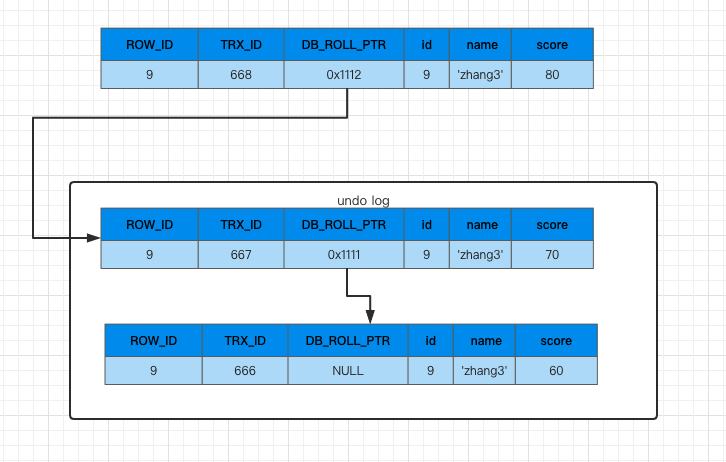 ROW_ID TRX_ID DB_ROLL_PTR id name score
9 668 0x1112 9 'zhang3' 80
undo log
ROW_ID TRX_ID DB_ROLL_PTR id name score
9 667 0x1111 9 'zhang3' 70
ROW_ID TRX_ID DB_ROLL_PTR id name score
9 666 NULL 9 'zhang3' 60